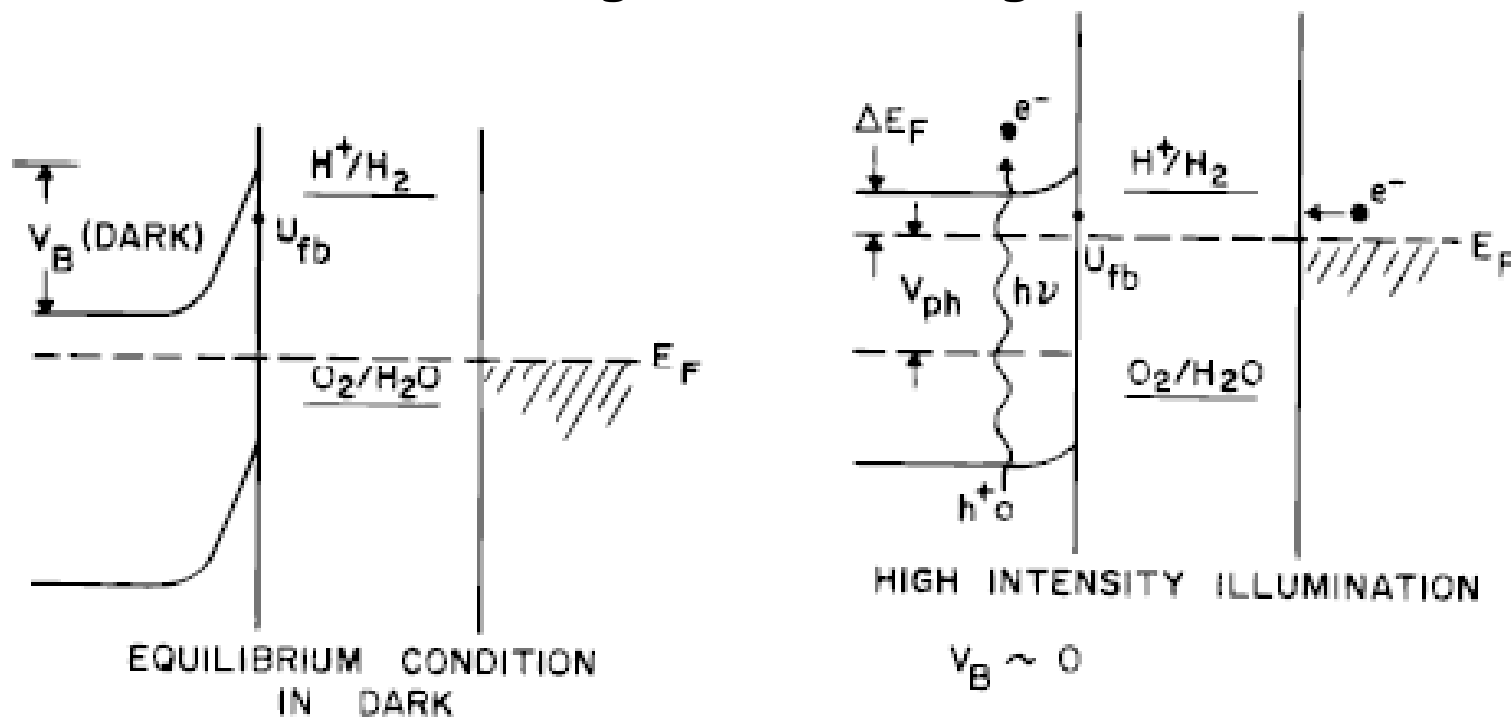 H⁺/H₂
V_B (DARK)
U_fb
E_F
O₂/H₂O
EQUILIBRIUM CONDITION
IN DARK
ΔE_F
e⁻
H⁺/H₂
e⁻
U_fb
E_F
V_ph
hν
O₂/H₂O
h⁺
HIGH INTENSITY ILLUMINATION
V_B ~ 0